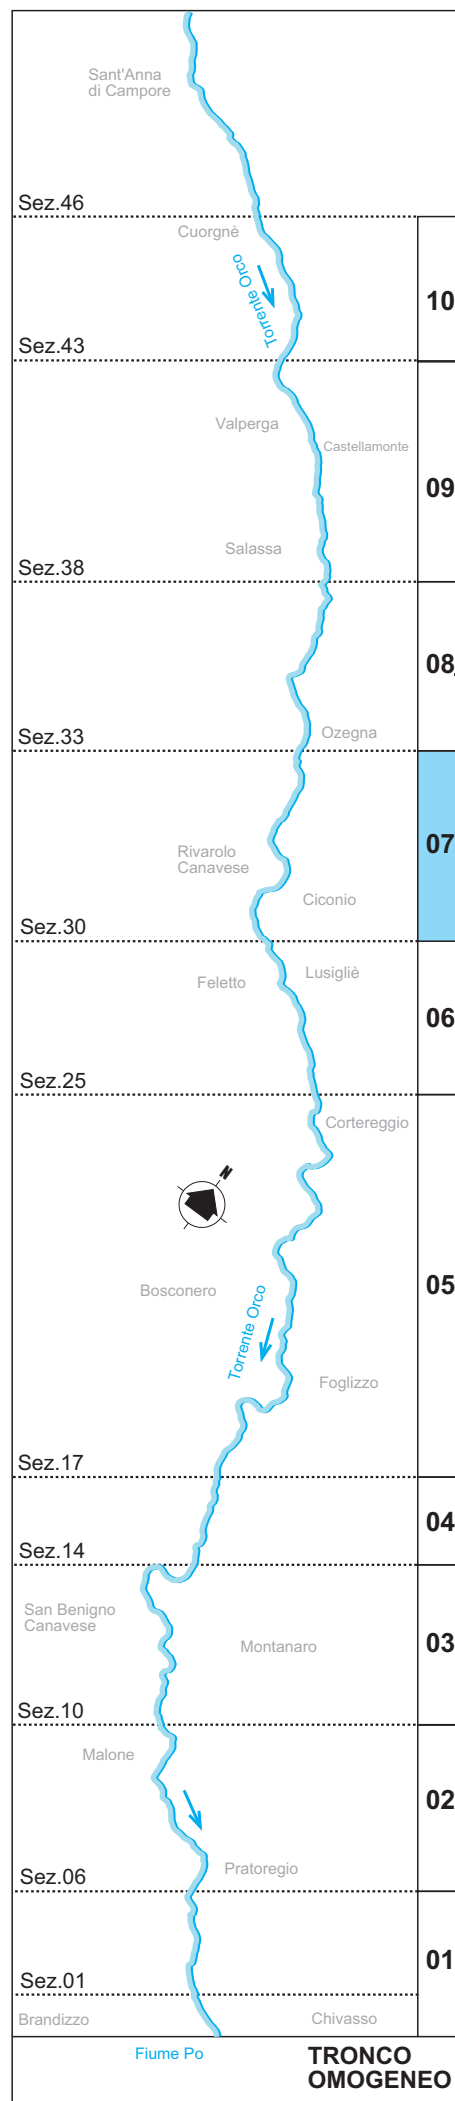 Sant'Anna
di Campore
Sez.46
Cuorgnè
Torrente Orco
10
Sez.43
Valperga
Castellamonte
09
Salassa
Sez.38
08
Ozegna
Sez.33
07
Rivarolo
Canavese
Ciconio
Sez.30
Lusigliè
Feletto
06
Sez.25
Cortereggio
N
Bosconero
05
Torrente Orco
Foglizzo
Sez.17
04
Sez.14
San Benigno
Canavese
Montanaro
03
Sez.10
Malone
02
Pratoregio
Sez.06
01
Sez.01
Brandizzo
Chivasso
Fiume Po
TRONCO
OMOGENEO